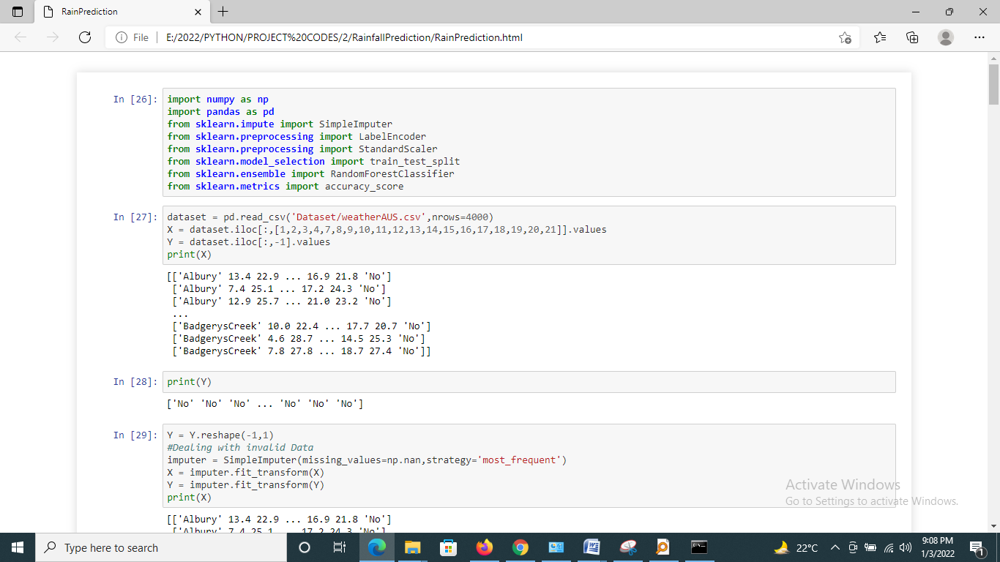 RainPrediction
File
E:/2022/PYTHON/PROJECT%20CODES/2/RainfallPrediction/RainPrediction.html
In [26]:
import numpy as np
import pandas as pd
from sklearn.impute import SimpleImputer
from sklearn.preprocessing import LabelEncoder
from sklearn.preprocessing import StandardScaler
from sklearn.model_selection import train_test_split
from sklearn.ensemble import RandomForestClassifier
from sklearn.metrics import accuracy_score
In [27]:
dataset = pd.read_csv('Dataset/weatherAUS.csv',nrows=4000)
X = dataset.iloc[:,[1,2,3,4,7,8,9,10,11,12,13,14,15,16,17,18,19,20,21]].values
Y = dataset.iloc[:,-1].values
print(X)
[['Albury' 13.4 22.9 ... 16.9 21.8 'No']
['Albury' 7.4 25.1 ... 17.2 24.3 'No']
['Albury' 12.9 25.7 ... 21.0 23.2 'No']
...
['BadgerysCreek' 10.0 22.4 ... 17.7 20.7 'No']
['BadgerysCreek' 4.6 28.7 ... 14.5 25.3 'No']
['BadgerysCreek' 7.8 27.8 ... 18.7 27.4 'No']]
In [28]:
print(Y)
['No' 'No' 'No' ... 'No' 'No' 'No']
In [29]:
Y = Y.reshape(-1,1)
#Dealing with invalid Data
imputer = SimpleImputer(missing_values=np.nan,strategy='most_frequent')
X = imputer.fit_transform(X)
Y = imputer.fit_transform(Y)
print(X)
[['Albury' 13.4 22.9 ... 16.9 21.8 'No']
['Albury' 7.4 25.1 ... 17.2 24.3 'No']
Activate Windows
Go to Settings to activate Windows.
Type here to search
22°C
9:08 PM
1/3/2022
1